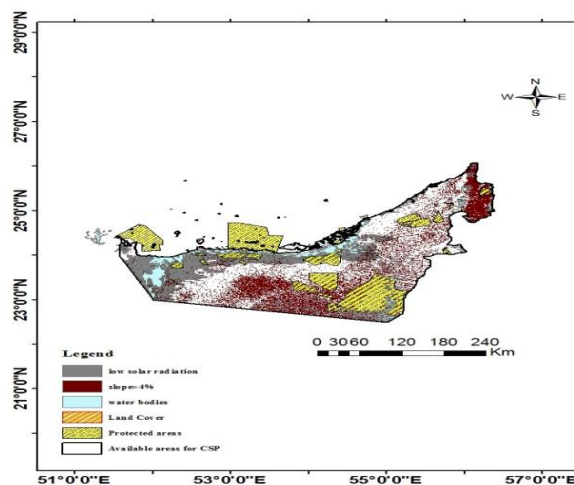 N
W E
S
29°0'0"N
27°0'0"N
25°0'0"N
23°0'0"N
21°0'0"N
0 30 60 120 180 240
Km
Legend
low solar radiation
slope>4%
water bodies
Land Cover
Protected areas
Available areas for CSP
51°0'0"E 53°0'0"E 55°0'0"E 57°0'0"E